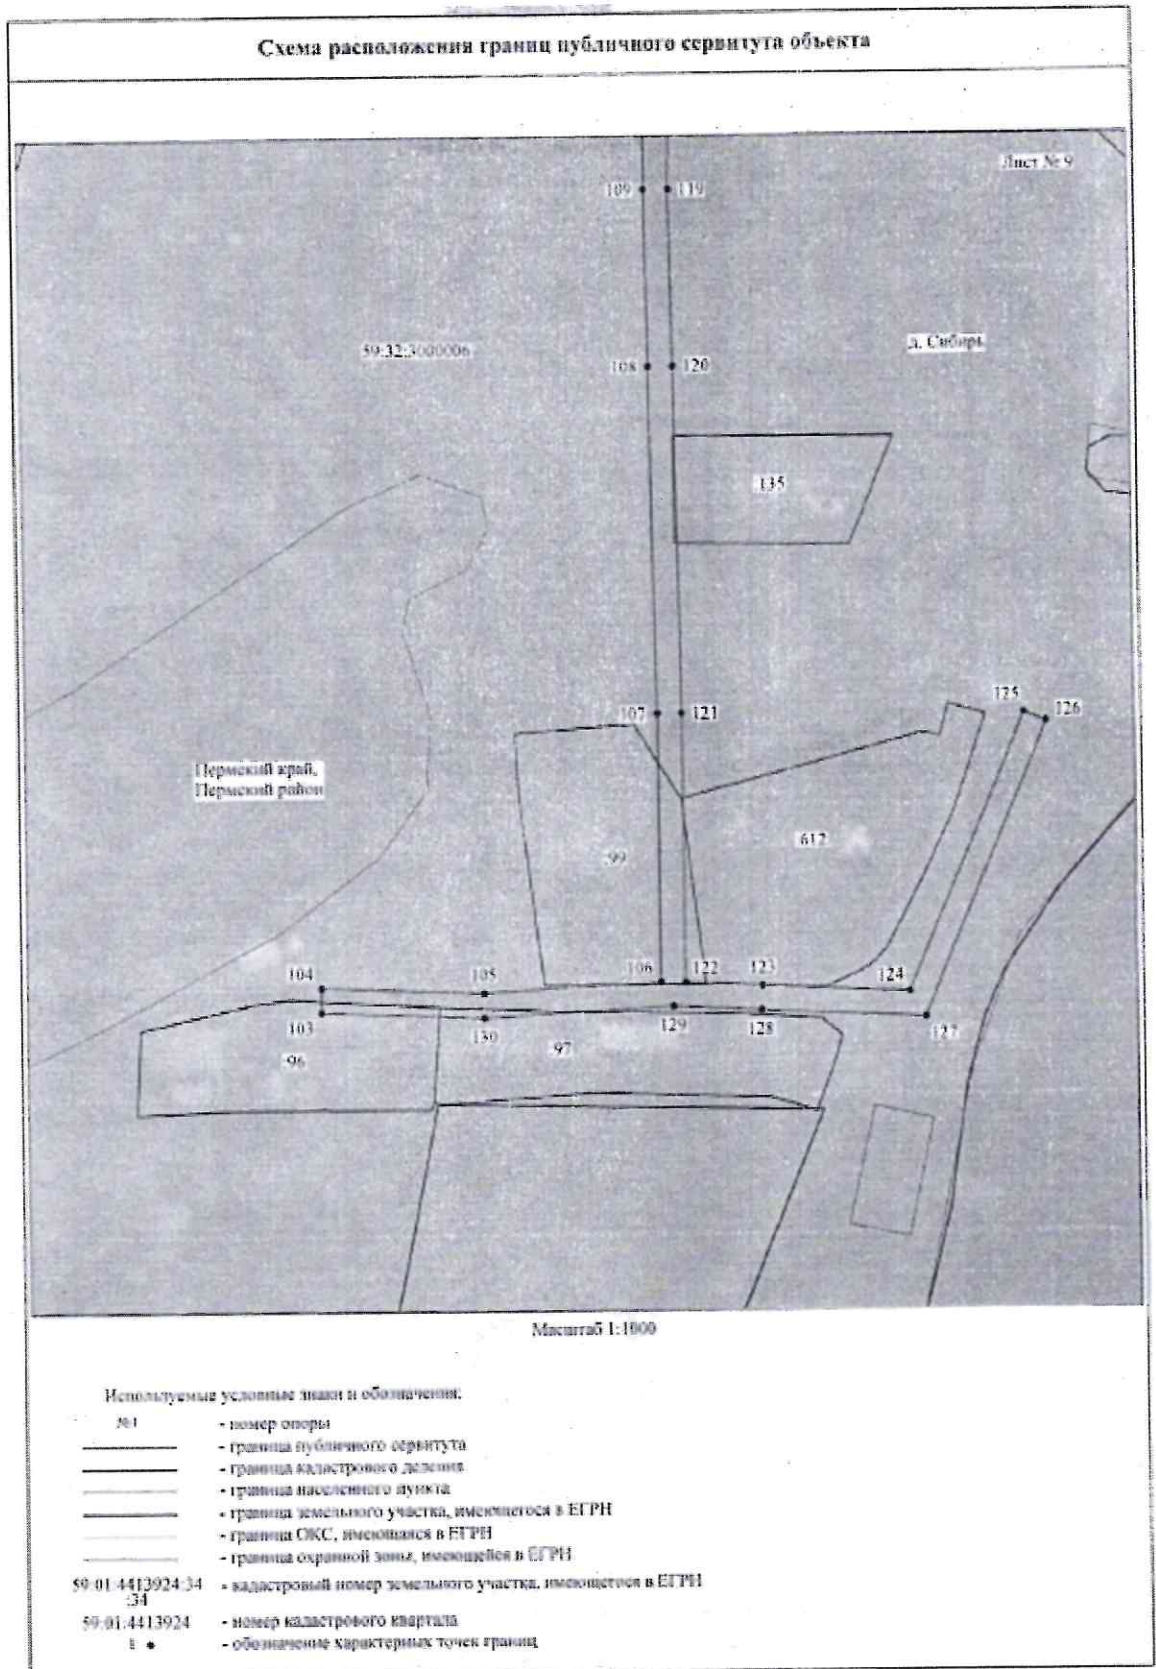 Схема расположения границ публичного сервитута объекта
Лист № 9
109
119
59:32:3000006
д. Сибирь
108
120
:135
125
126
107
121
Пермский край,
Пермский район
:612
:99
104
105
106
122
123
124
103
130
129
128
127
:96
:97
Масштаб 1:1000
Используемые условные знаки и обозначения:
№1 - номер опоры
- граница публичного сервитута
- граница кадастрового деления
- граница населенного пункта
- граница земельного участка, имеющегося в ЕГРН
- граница ОКС, имеющаяся в ЕГРН
- граница охранной зоны, имеющейся в ЕГРН
59:01:4413924:34 - кадастровый номер земельного участка, имеющегося в ЕГРН
:34
59:01:4413924 - номер кадастрового квартала
1 • - обозначение характерных точек границ